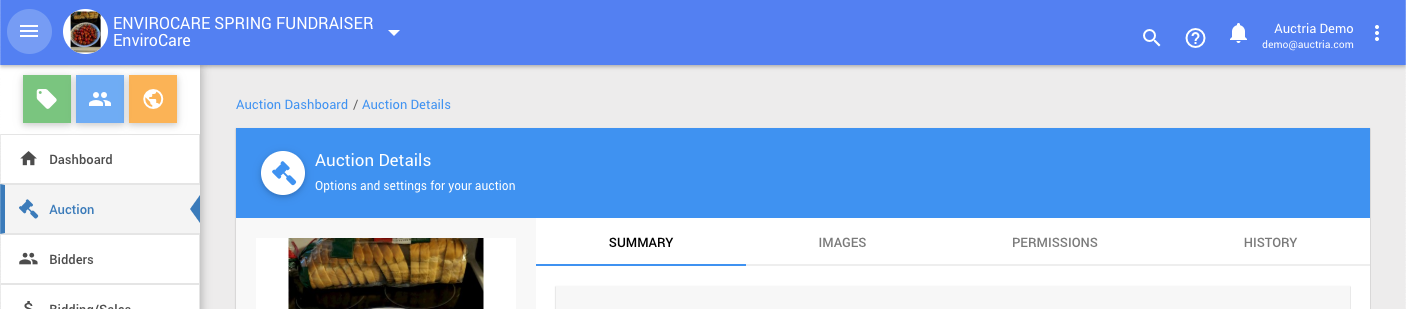 ENVIROCARE SPRING FUNDRAISER
EnviroCare
Auctria Demo
demo@auctria.com
Auction Dashboard / Auction Details
Dashboard
Auction
Bidders
Bidding/Sales
Auction Details
Options and settings for your auction
SUMMARY
IMAGES
PERMISSIONS
HISTORY